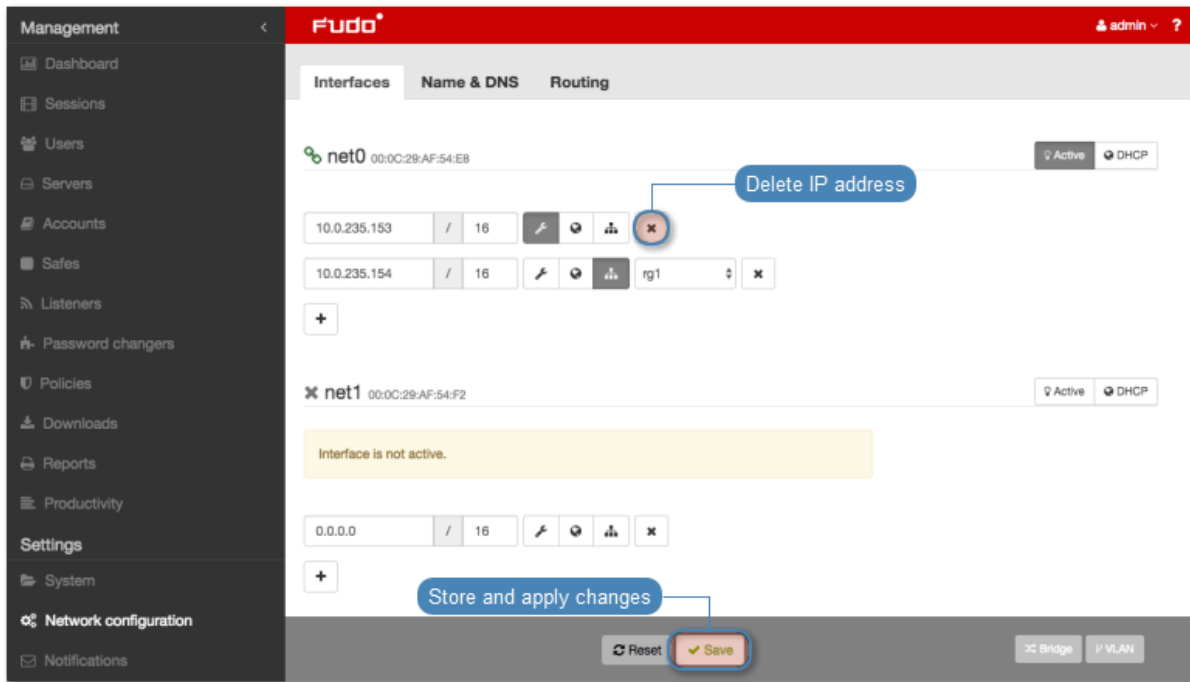 Management
Dashboard
Sessions
Users
Servers
Accounts
Safes
Listeners
Password changers
Policies
Downloads
Reports
Productivity
Settings
System
Network configuration
Notifications
FUDO
admin ?
Interfaces Name & DNS Routing
net0 00:0C:29:AF:54:E8
Active DHCP
Delete IP address
10.0.235.153 / 16
10.0.235.154 / 16 rg1
+
net1 00:0C:29:AF:54:F2
Active DHCP
Interface is not active.
0.0.0.0 / 16
+
Store and apply changes
Reset Save
Bridge VLAN